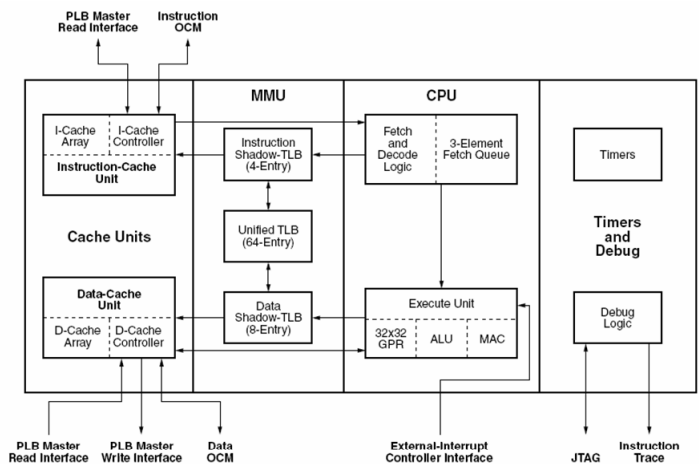 PLB Master
Read Interface
Instruction
OCM
MMU
CPU
I-Cache
Array
I-Cache
Controller
Instruction-Cache
Unit
Instruction
Shadow-TLB
(4-Entry)
Fetch
and
Decode
Logic
3-Element
Fetch Queue
Timers
Cache Units
Unified TLB
(64-Entry)
Timers
and
Debug
Data-Cache
Unit
D-Cache
Array
D-Cache
Controller
Data
Shadow-TLB
(8-Entry)
Execute Unit
32x32
GPR
ALU
MAC
Debug
Logic
PLB Master
Read Interface
PLB Master
Write Interface
Data
OCM
External-Interrupt
Controller Interface
JTAG
Instruction
Trace